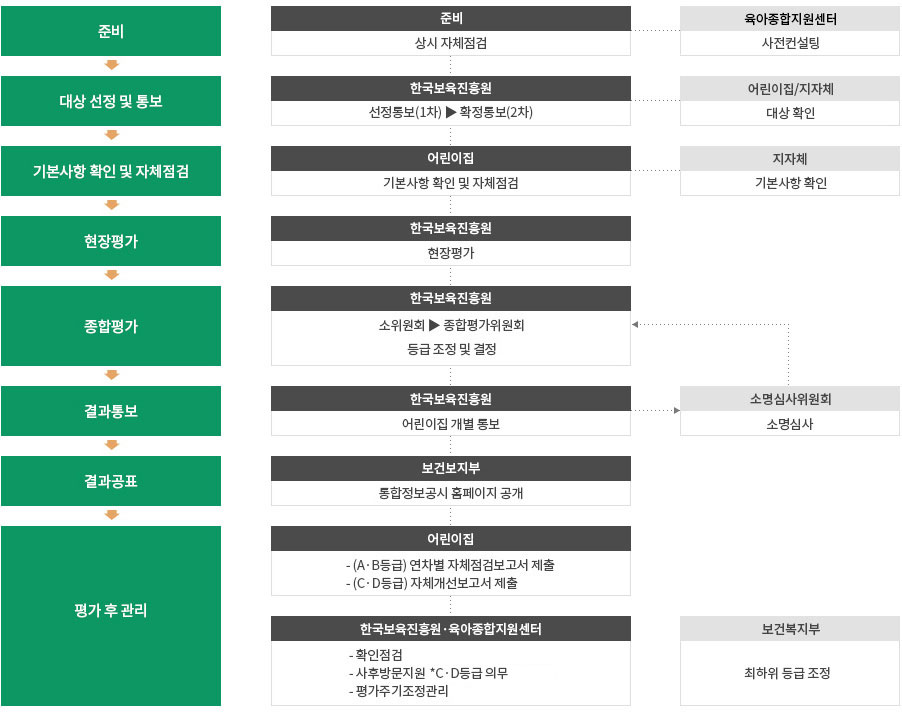 준비
준비
상시 자체점검
육아종합지원센터
사전컨설팅
대상 선정 및 통보
한국보육진흥원
선정통보(1차) ▶ 확정통보(2차)
어린이집/지자체
대상 확인
기본사항 확인 및 자체점검
어린이집
기본사항 확인 및 자체점검
지자체
기본사항 확인
현장평가
한국보육진흥원
현장평가
종합평가
한국보육진흥원
소위원회 ▶ 종합평가위원회
등급 조정 및 결정
결과통보
한국보육진흥원
어린이집 개별 통보
소명심사위원회
소명심사
결과공표
보건보지부
통합정보공시 홈페이지 공개
평가 후 관리
어린이집
- (A·B등급) 연차별 자체점검보고서 제출
- (C·D등급) 자체개선보고서 제출
한국보육진흥원·육아종합지원센터
- 확인점검
- 사후방문지원 *C·D등급 의무
- 평가주기조정관리
보건복지부
최하위 등급 조정